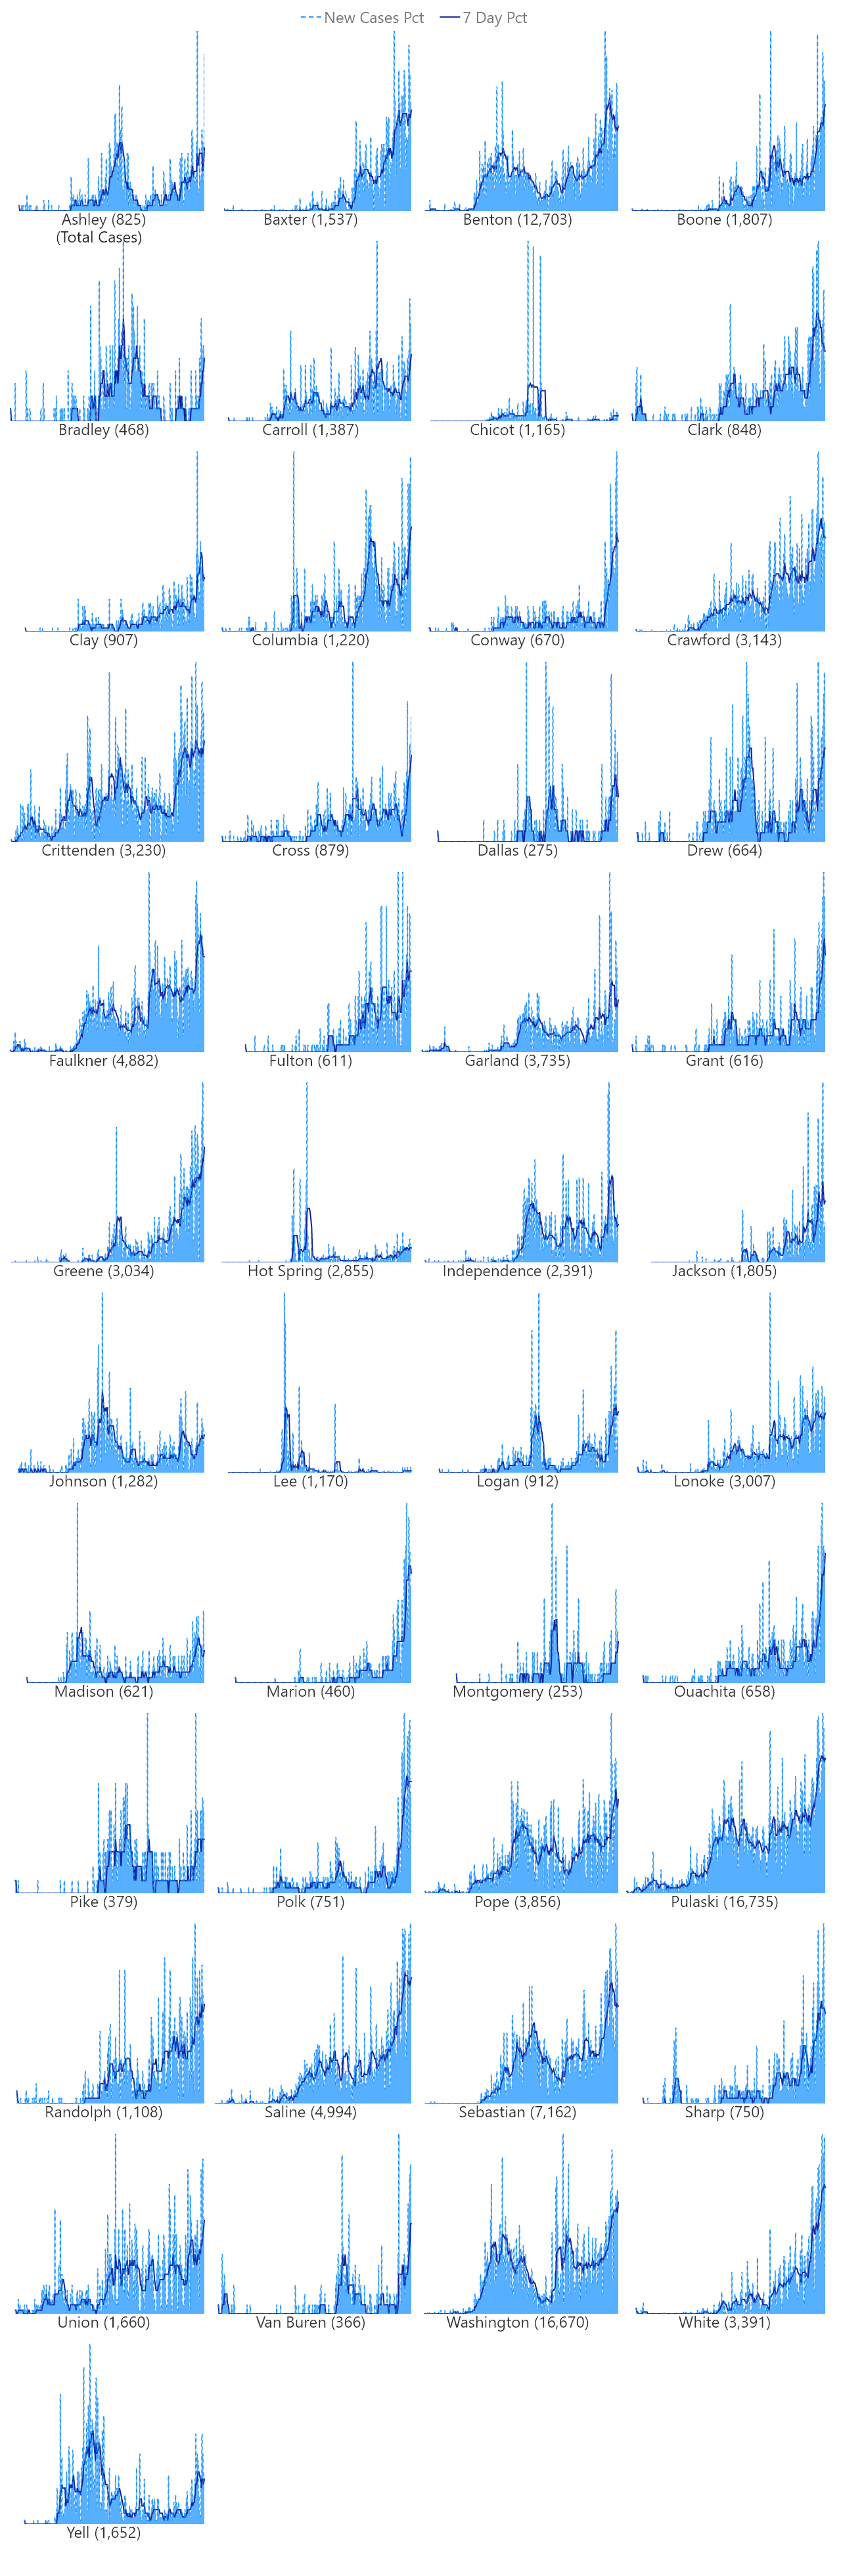 New Cases Pct 7 Day Pct
Ashley (825) Baxter (1,537) Benton (12,703) Boone (1,807)
(Total Cases)
Bradley (468) Carroll (1,387) Chicot (1,165) Clark (848)
Clay (907) Columbia (1,220) Conway (670) Crawford (3,143)
Crittenden (3,230) Cross (879) Dallas (275) Drew (664)
Faulkner (4,882) Fulton (611) Garland (3,735) Grant (616)
Greene (3,034) Hot Spring (2,855) Independence (2,391) Jackson (1,805)
Johnson (1,282) Lee (1,170) Logan (912) Lonoke (3,007)
Madison (621) Marion (460) Montgomery (253) Ouachita (658)
Pike (379) Polk (751) Pope (3,856) Pulaski (16,735)
Randolph (1,108) Saline (4,994) Sebastian (7,162) Sharp (750)
Union (1,660) Van Buren (366) Washington (16,670) White (3,391)
Yell (1,652)